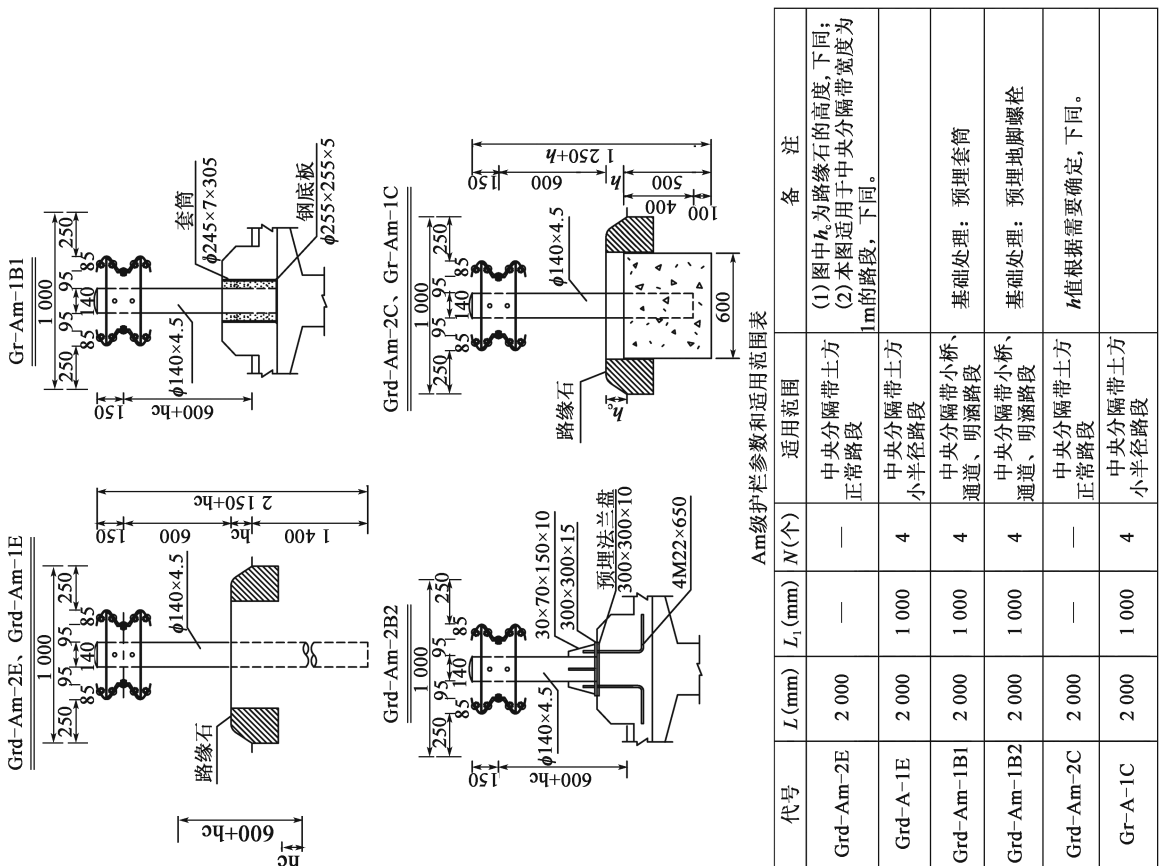 Grd-Am-2E、Grd-Am-1E
1 000
250
85
95
140
95
85
250
150
600
hc
1 400
2 150+hc
ϕ140×4.5
路缘石
600+hc
hc
Gr-Am-1B1
1 000
250
85
95
140
95
85
250
150
600+hc
ϕ140×4.5
套筒
ϕ245×7×305
钢底板
ϕ255×255×5
Grd-Am-2B2
1 000
250
85
95
140
95
85
250
150
600+hc
ϕ140×4.5
30×70×150×10
300×300×15
预埋法兰盘
300×300×10
4M22×650
Grd-Am-2C、Gr-Am-1C
1 000
250
85
95
140
95
85
250
150
600
h
500
400
100
1 250+h
ϕ140×4.5
路缘石
hc
600
Am级护栏参数和适用范围表
代号 L(mm) L1(mm) N(个) 适用范围 备 注
Grd-Am-2E 2 000 — — 中央分隔带土方
正常路段
(1)图中hc为路缘石的高度,下同;
(2)本图适用于中央分隔带宽度为
1m的路段，下同。
Grd-A-1E 2 000 1 000 4 中央分隔带土方
小半径路段
Grd-Am-1B1 2 000 1 000 4 中央分隔带小桥、
通道、明涵路段
基础处理：预埋套筒
Grd-Am-1B2 2 000 1 000 4 中央分隔带小桥、
通道、明涵路段
基础处理：预埋地脚螺栓
Grd-Am-2C 2 000 — — 中央分隔带土方
正常路段
h值根据需要确定,下同。
Gr-A-1C 2 000 1 000 4 中央分隔带土方
小半径路段